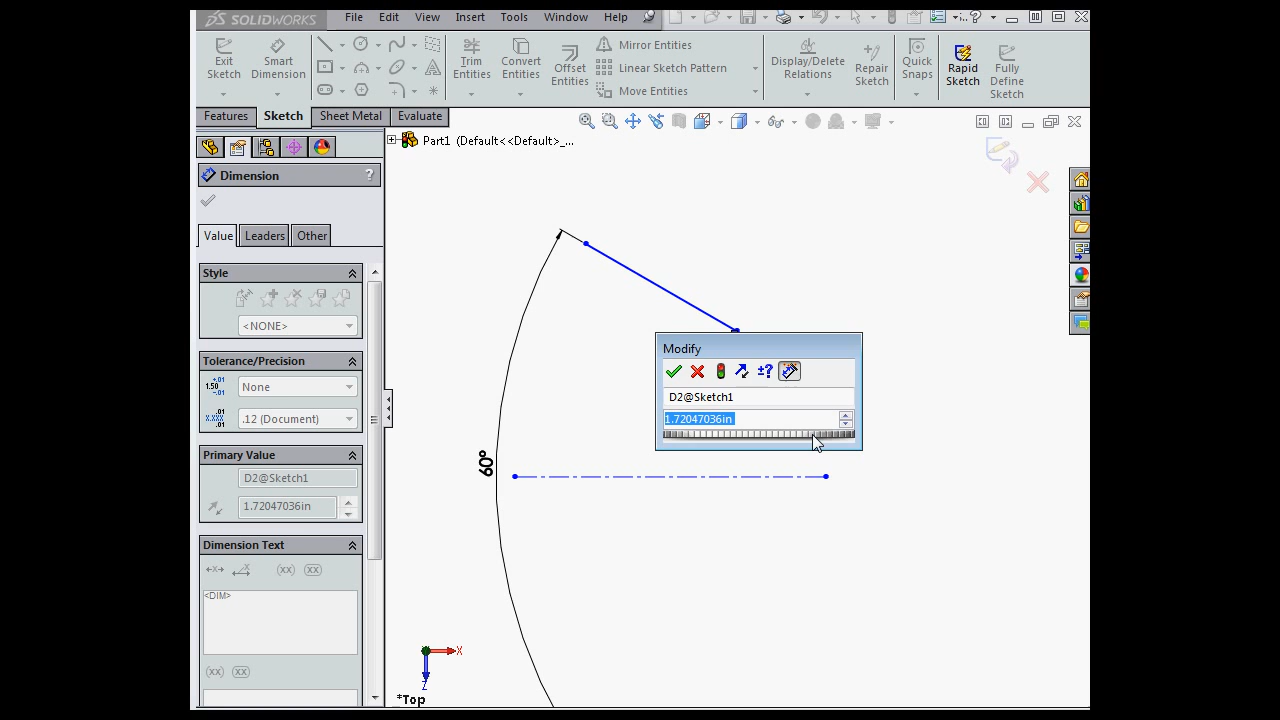 SOLIDWORKS File Edit View Insert Tools Window Help
Exit Sketch
Smart Dimension
Trim Entities
Convert Entities
Offset Entities
Mirror Entities
Linear Sketch Pattern
Move Entities
Display/Delete Relations
Repair Sketch
Quick Snaps
Rapid Sketch
Fully Define Sketch
Features Sketch Sheet Metal Evaluate
Part1 (Default<<Default>_...
Dimension ?
Value Leaders Other
Style
<NONE>
Tolerance/Precision
None
.12 (Document)
Primary Value
D2@Sketch1
1.72047036in
Dimension Text
<DIM>
Modify
D2@Sketch1
1.72047036in
60°
X
Z
*Top